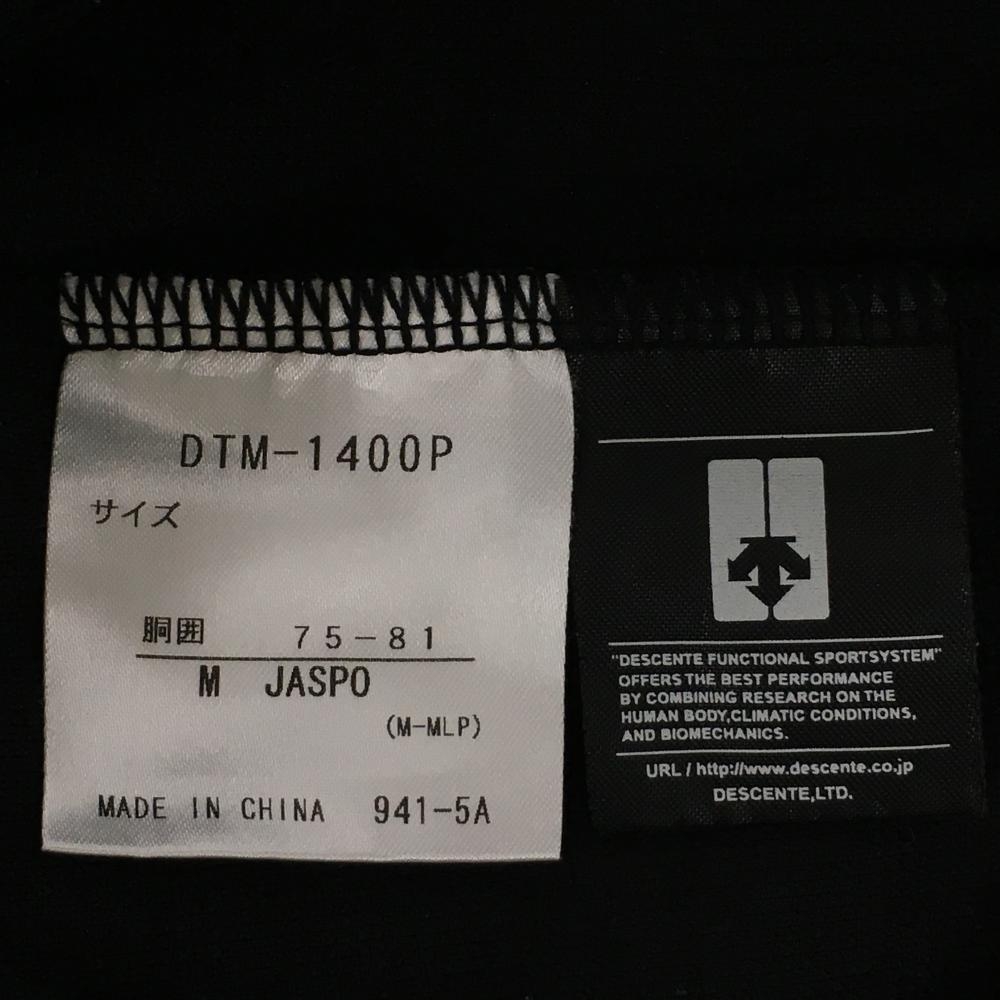 DTM-1400P
サイズ
胴囲 75-81
M JASPO
(M-MLP)
MADE IN CHINA 941-5A
"DESCENTE FUNCTIONAL SPORTSYSTEM"
OFFERS THE BEST PERFORMANCE
BY COMBINING RESEARCH ON THE
HUMAN BODY,CLIMATIC CONDITIONS,
AND BIOMECHANICS.
URL / http://www.descente.co.jp
DESCENTE,LTD.